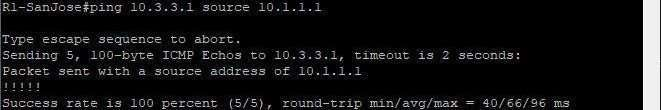 R1-SanJose#ping 10.3.3.1 source 10.1.1.1
Type escape sequence to abort.
Sending 5, 100-byte ICMP Echos to 10.3.3.1, timeout is 2 seconds:
Packet sent with a source address of 10.1.1.1
!!!!!
Success rate is 100 percent (5/5), round-trip min/avg/max = 40/66/96 ms